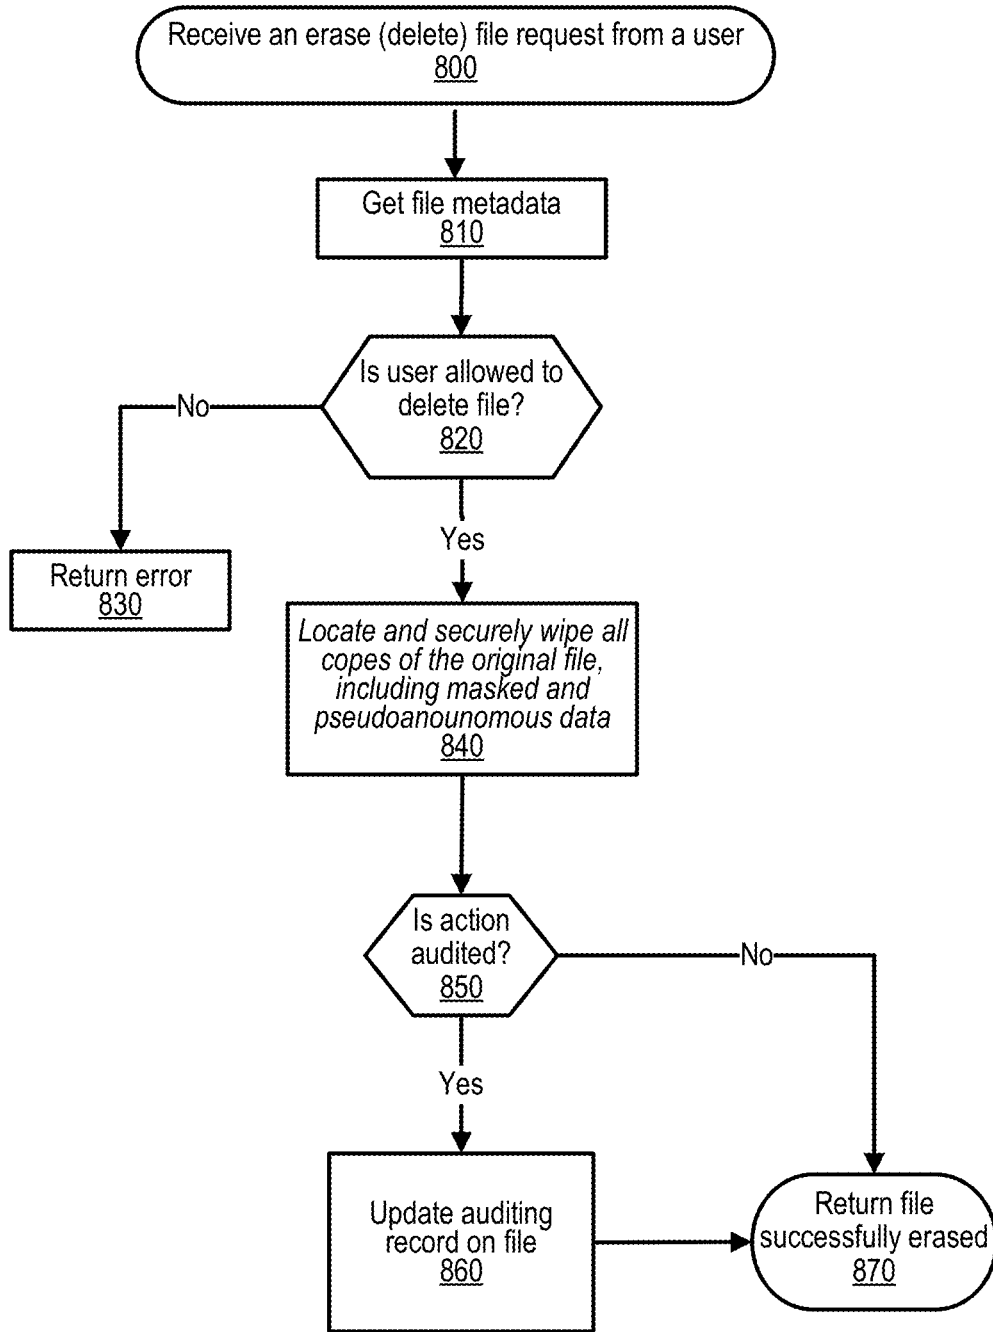 Receive an erase (delete) file request from a user
800
Get file metadata
810
Is user allowed to
delete file?
820
No
Yes
Return error
830
Locate and securely wipe all
copes of the original file,
including masked and
pseudoanounomous data
840
Is action
audited?
850
No
Yes
Update auditing
record on file
860
Return file
successfully erased
870